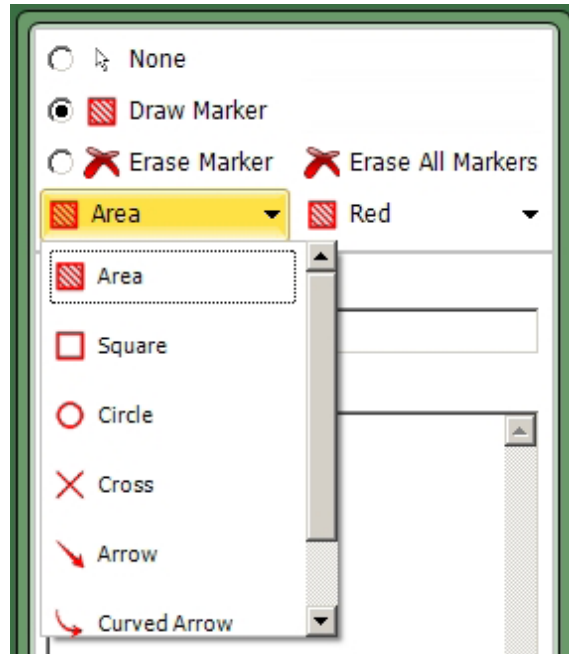 None
Draw Marker
Erase Marker Erase All Markers
Area Red
Area
Square
Circle
Cross
Arrow
Curved Arrow